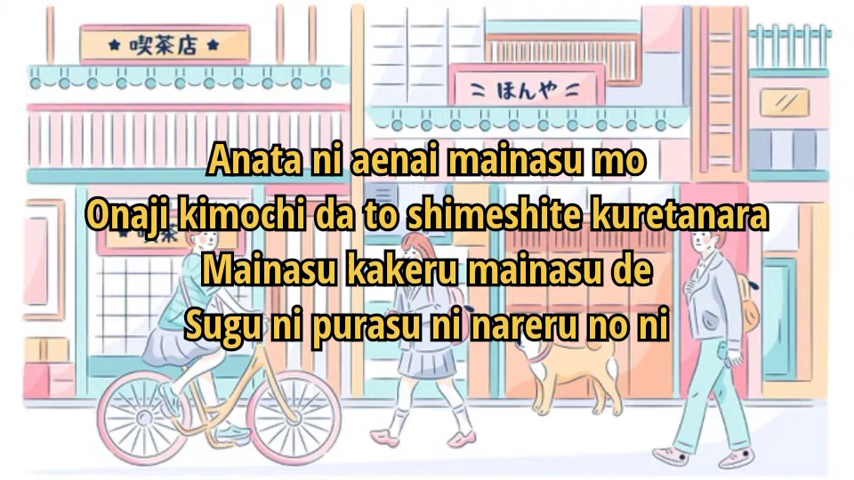 ★ 喫茶店 ★
ほんや
Anata ni aenai mainasu mo
Onaji kimochi da to shimeshite kuretanara
Mainasu kakeru mainasu de
Sugu ni purasu ni nareru no ni